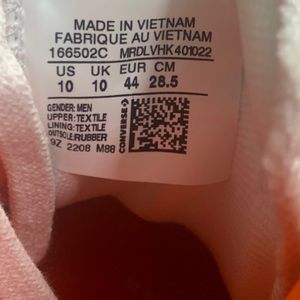 MADE IN VIETNAM
FABRIQUE AU VIETNAM
166502C MRDLVHK401022
US UK EUR CM
10 10 44 28.5
GENDER: MEN
UPPER: TEXTILE
LINING: TEXTILE
OUTSOLE: RUBBER
9Z 2208 M88
CONVERSE